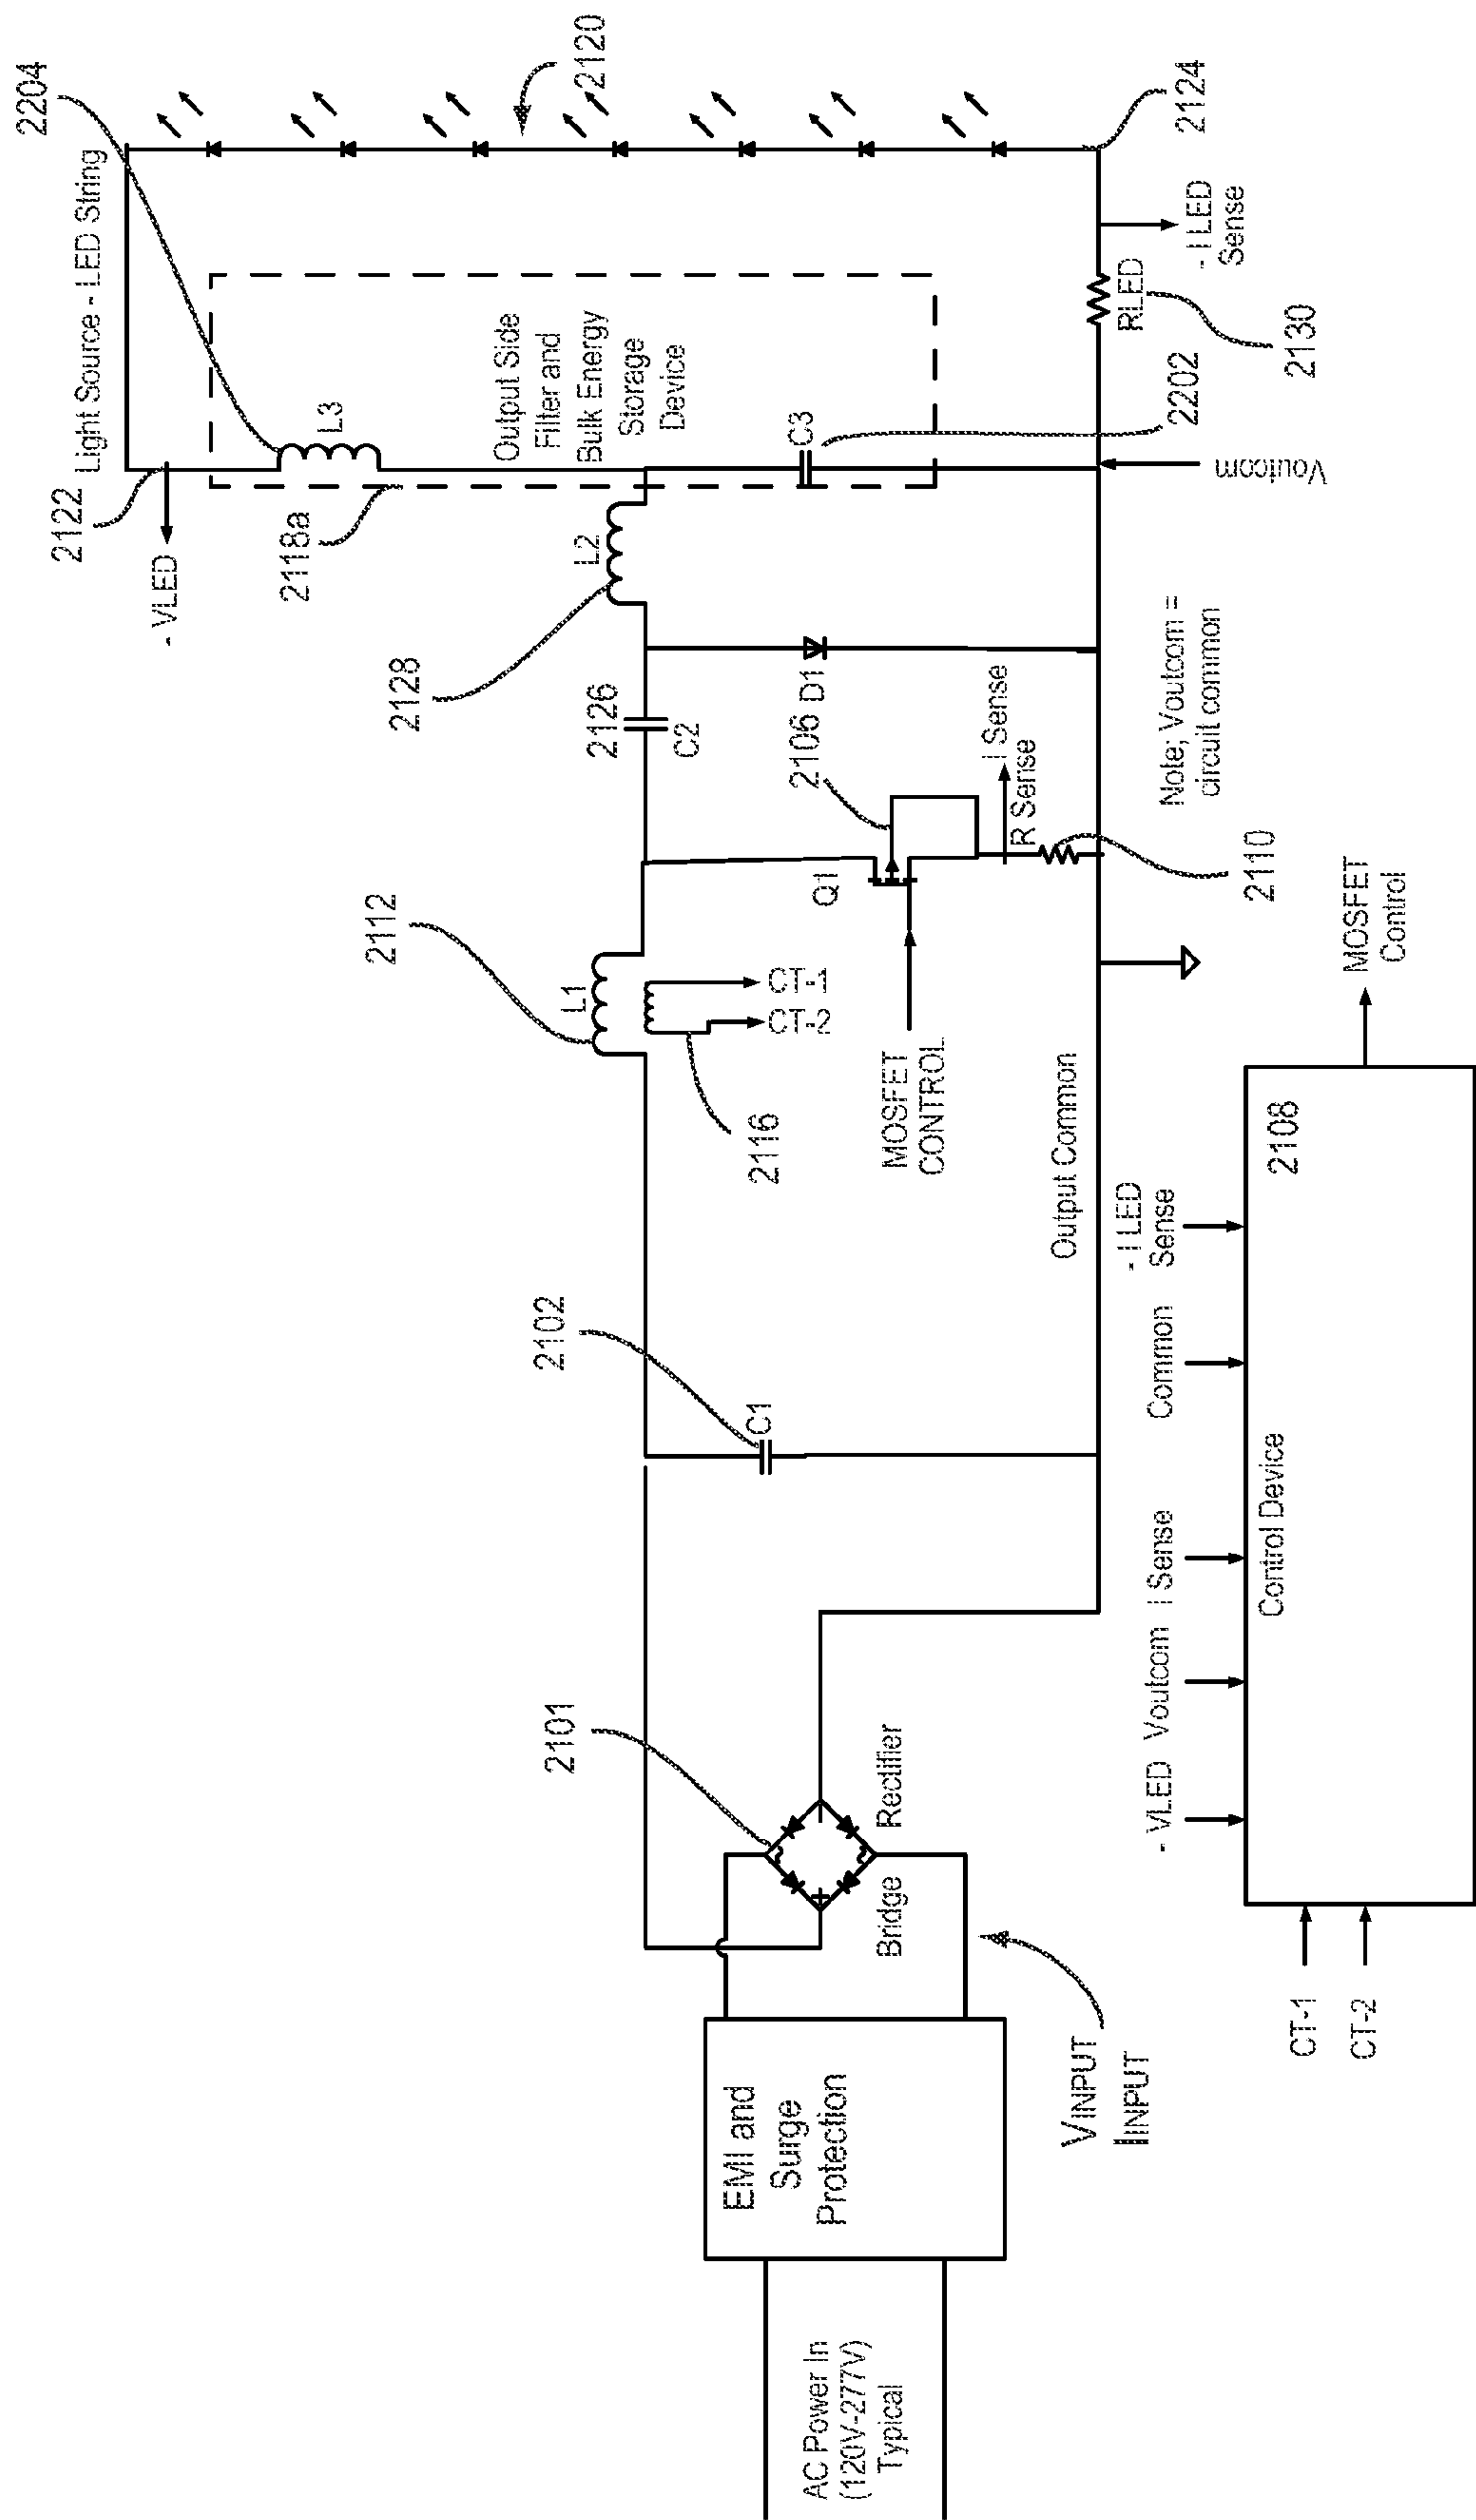 AC Power In
(120V-277V)
Typical
EMI and
Surge
Protection
VINPUT
IINPUT
2101
Bridge
Rectifier
+
2102
C1
2112
L1
2116
CT-1
CT-2
MOSFET
CONTROL
Q1
2106
I Sense
R Sense
2110
Output Common
2126
C2
D1
2128
L2
Note; Voutcom =
circuit common
2122
- VLED
2118a
2204
L3
Light Source - LED String
Output Side
Filter and
Bulk Energy
Storage
Device
C3
2202
Voutcom
RLED
2130
- I LED
Sense
2120
2124
CT-1
CT-2
- VLED
Voutcom
I Sense
Common
- I LED
Sense
Control Device
2108
MOSFET
Control